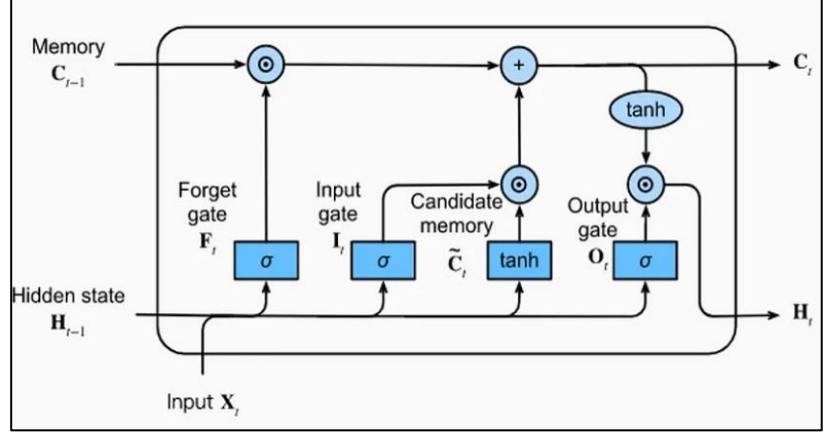 Memory
C_{t−1}
⊙
+
C_t
tanh
Forget
gate
F_t
Input
gate
I_t
⊙
Candidate
memory
C̃_t
Output
gate
O_t
⊙
σ
σ
tanh
σ
Hidden state
H_{t−1}
H_t
Input X_t